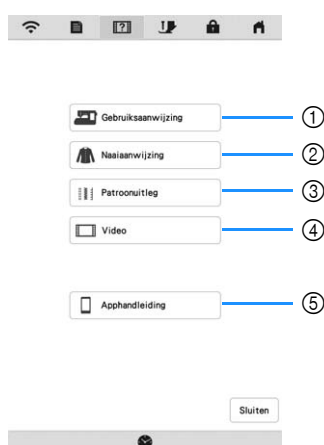 Gebruiksaanwijzing ①
Naaiaanwijzing ②
Patroonuitleg ③
Video ④
Apphandleiding ⑤
Sluiten